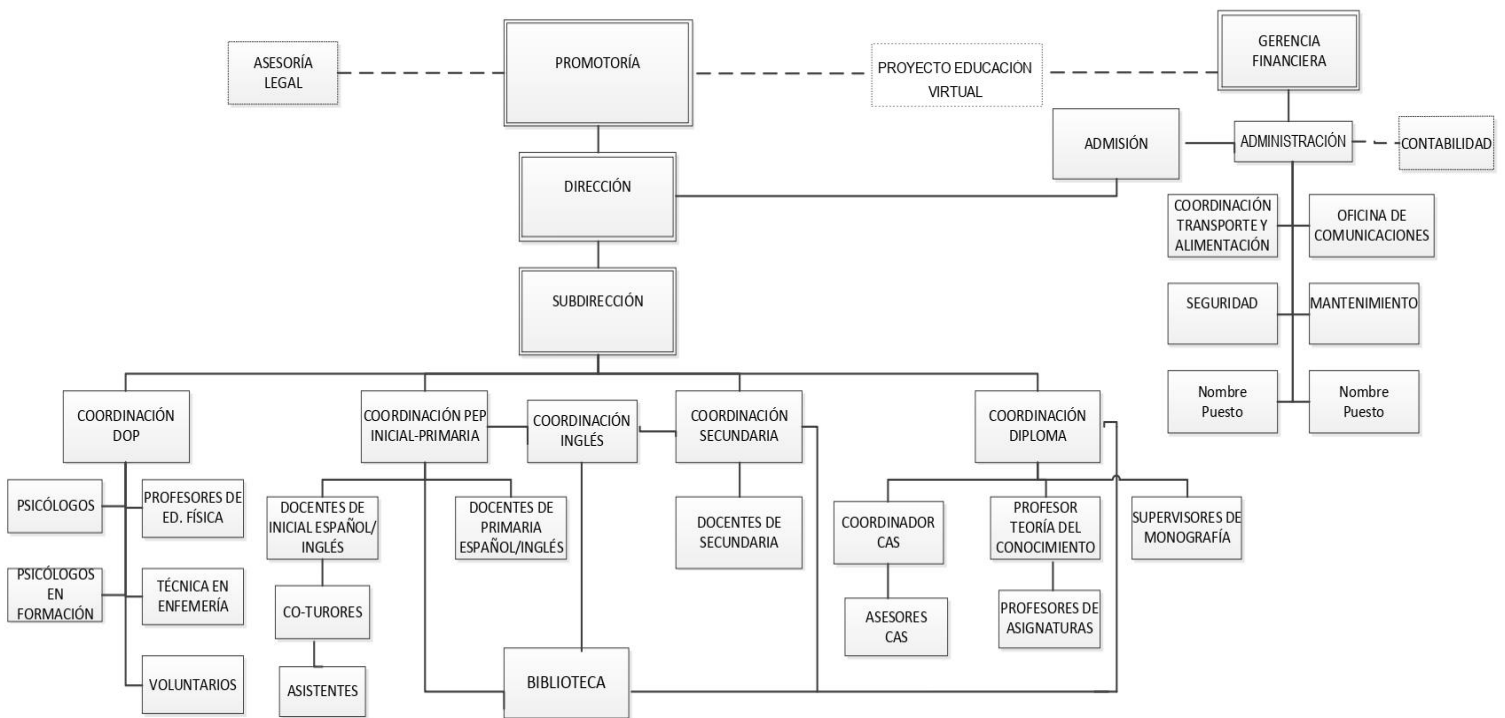 ASESORÍA
LEGAL
PROMOTORÍA
PROYECTO EDUCACIÓN
VIRTUAL
GERENCIA
FINANCIERA
ADMISIÓN
ADMINISTRACIÓN
CONTABILIDAD
DIRECCIÓN
COORDINACIÓN
TRANSPORTE Y
ALIMENTACIÓN
OFICINA DE
COMUNICACIONES
SUBDIRECCIÓN
SEGURIDAD
MANTENIMIENTO
Nombre
Puesto
Nombre
Puesto
COORDINACIÓN
DOP
COORDINACIÓN PEP
INICIAL-PRIMARIA
COORDINACIÓN
INGLÉS
COORDINACIÓN
SECUNDARIA
COORDINACIÓN
DIPLOMA
PSICÓLOGOS
PROFESORES DE
ED. FÍSICA
DOCENTES DE
INICIAL ESPAÑOL/
INGLÉS
DOCENTES DE
PRIMARIA
ESPAÑOL/INGLÉS
DOCENTES DE
SECUNDARIA
COORDINADOR
CAS
PROFESOR
TEORÍA DEL
CONOCIMIENTO
SUPERVISORES DE
MONOGRAFÍA
PSICÓLOGOS
EN
FORMACIÓN
TÉCNICA EN
ENFEMERÍA
CO-TURORES
ASESORES
CAS
PROFESORES DE
ASIGNATURAS
VOLUNTARIOS
ASISTENTES
BIBLIOTECA